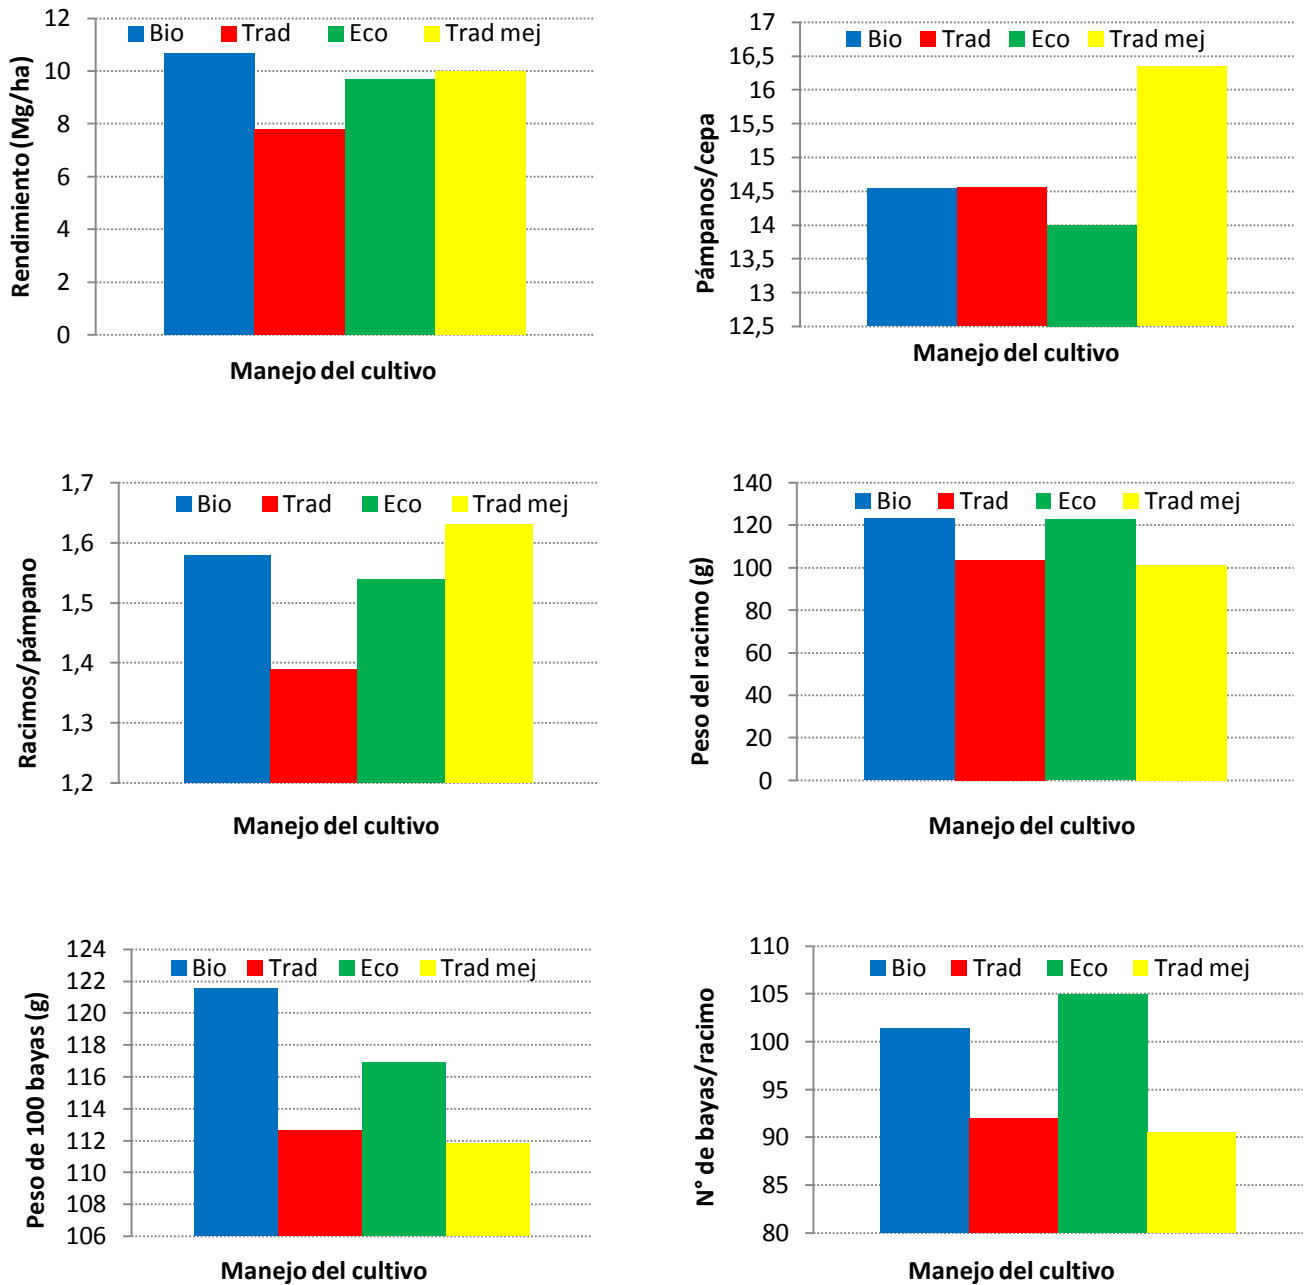 Bio Trad Eco Trad mej
Rendimiento (Mg/ha)
12
10
8
6
4
2
0
Manejo del cultivo
Bio Trad Eco Trad mej
Pámpanos/cepa
17
16,5
16
15,5
15
14,5
14
13,5
13
12,5
Manejo del cultivo
Bio Trad Eco Trad mej
Racimos/pámpano
1,7
1,6
1,5
1,4
1,3
1,2
Manejo del cultivo
Bio Trad Eco Trad mej
Peso del racimo (g)
140
120
100
80
60
40
20
0
Manejo del cultivo
Bio Trad Eco Trad mej
Peso de 100 bayas (g)
124
122
120
118
116
114
112
110
108
106
Manejo del cultivo
Bio Trad Eco Trad mej
N° de bayas/racimo
110
105
100
95
90
85
80
Manejo del cultivo